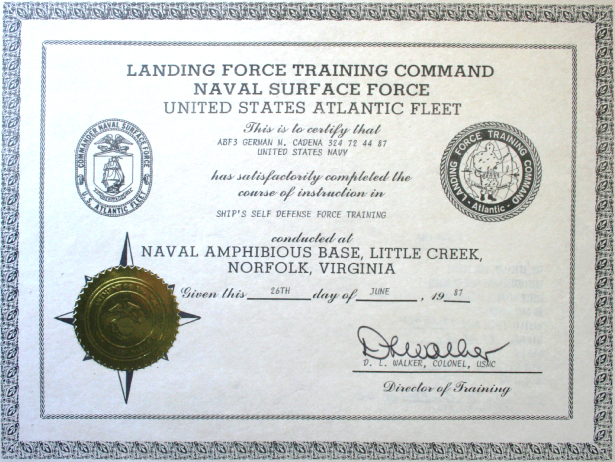 LANDING FORCE TRAINING COMMAND
NAVAL SURFACE FORCE
UNITED STATES ATLANTIC FLEET
This is to certify that
ABF3 GERMAN N. CADENA 324 72 44 87
UNITED STATES NAVY
COMMANDER NAVAL SURFACE FORCE
U.S. ATLANTIC FLEET
LANDING FORCE TRAINING COMMAND
Atlantic
has satisfactorily completed the
course of instruction in
SHIP'S SELF DEFENSE FORCE TRAINING
conducted at
NAVAL AMPHIBIOUS BASE, LITTLE CREEK,
NORFOLK, VIRGINIA
Given this 26TH day of JUNE, 19 87
D L Walker
D. L. WALKER, COLONEL, USMC
Director of Training